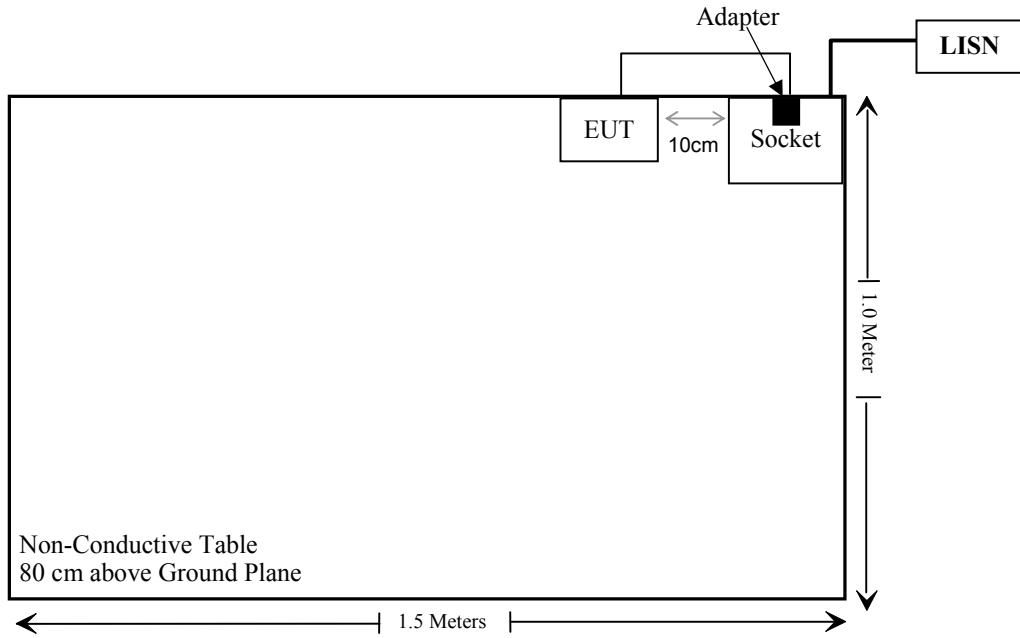 Adapter
LISN
EUT
10cm
Socket
1.0 Meter
Non-Conductive Table
80 cm above Ground Plane
1.5 Meters